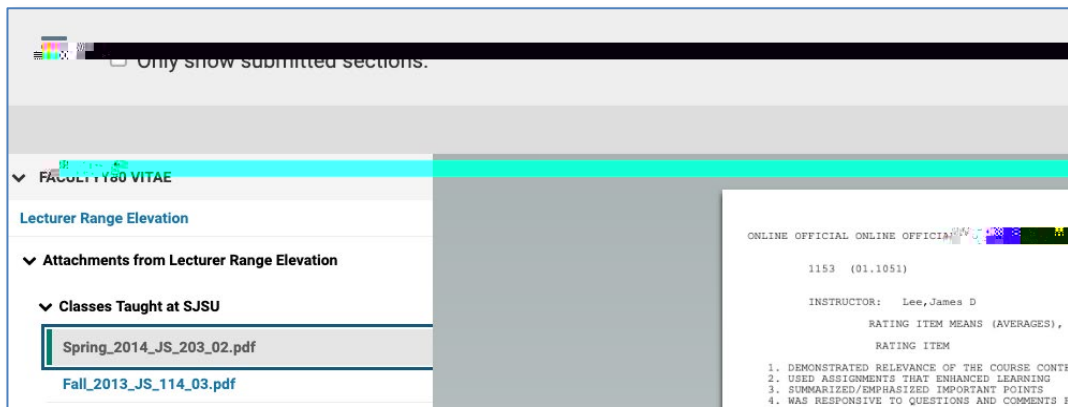 Only show submitted sections.
FACULTY80 VITAE
Lecturer Range Elevation
Attachments from Lecturer Range Elevation
Classes Taught at SJSU
Spring_2014_JS_203_02.pdf
Fall_2013_JS_114_03.pdf
ONLINE OFFICIAL ONLINE
1153 (01.1051)
INSTRUCTOR: Lee,James D
RATING ITEM MEANS (AVERAGES),
RATING ITEM
1. DEMONSTRATED RELEVANCE OF THE COURSE
2. USED ASSIGNMENTS THAT ENHANCED LEARNING
3. SUMMARIZED/EMPHASIZED IMPORTANT POINTS
4. WAS RESPONSIVE TO QUESTIONS AND COMMENTS